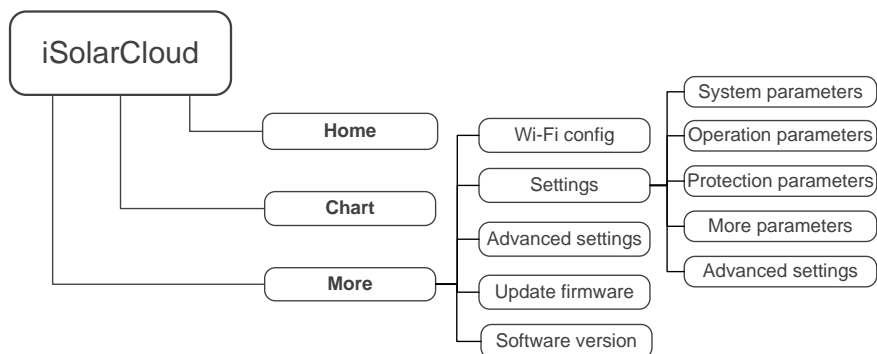 iSolarCloud
Home
Chart
More
Wi-Fi config
Settings
Advanced settings
Update firmware
Software version
System parameters
Operation parameters
Protection parameters
More parameters
Advanced settings